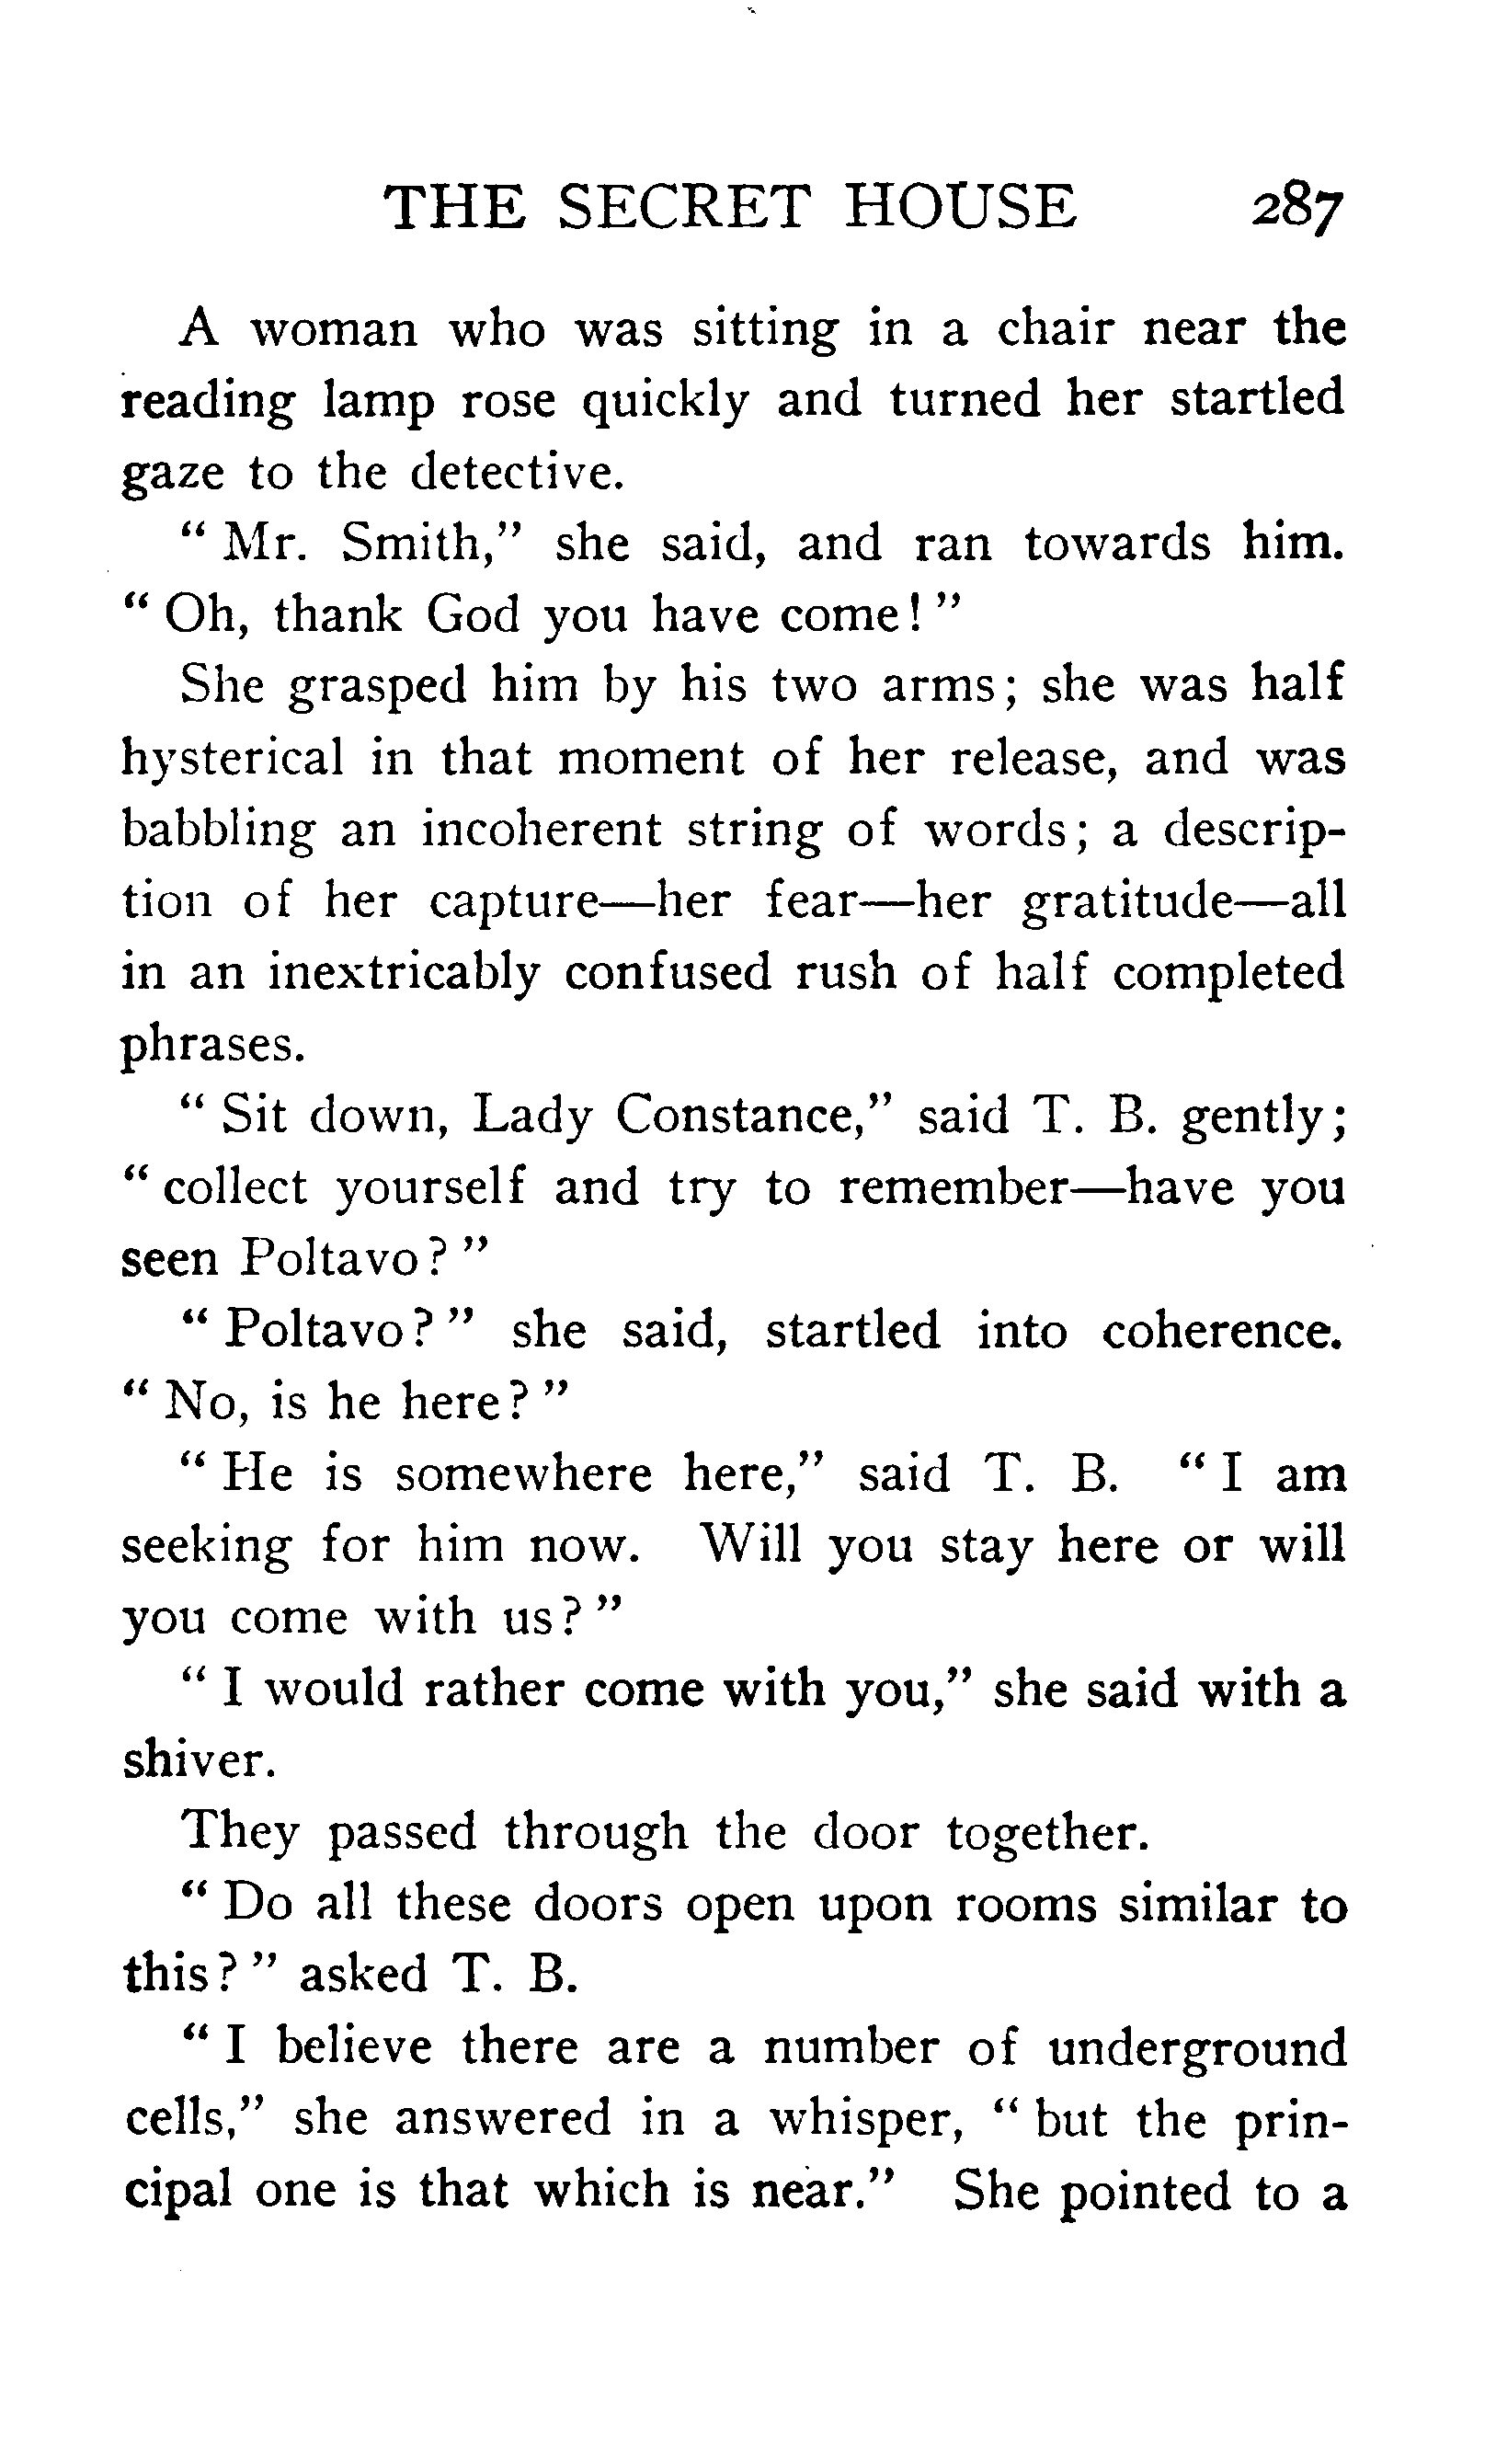 THE SECRET HOUSE 287
A woman who was sitting in a chair near the
reading lamp rose quickly and turned her startled
gaze to the detective.
" Mr. Smith," she said, and ran towards him.
" Oh, thank God you have come! "
She grasped him by his two arms; she was half
hysterical in that moment of her release, and was
babbling an incoherent string of words; a descrip-
tion of her capture—her fear—her gratitude—all
in an inextricably confused rush of half completed
phrases.
" Sit down, Lady Constance," said T. B. gently;
" collect yourself and try to remember—have you
seen Poltavo? "
" Poltavo? " she said, startled into coherence.
" No, is he here? "
" He is somewhere here," said T. B. " I am
seeking for him now. Will you stay here or will
you come with us? "
" I would rather come with you," she said with a
shiver.
They passed through the door together.
" Do all these doors open upon rooms similar to
this? " asked T. B.
" I believe there are a number of underground
cells," she answered in a whisper, " but the prin-
cipal one is that which is near." She pointed to a